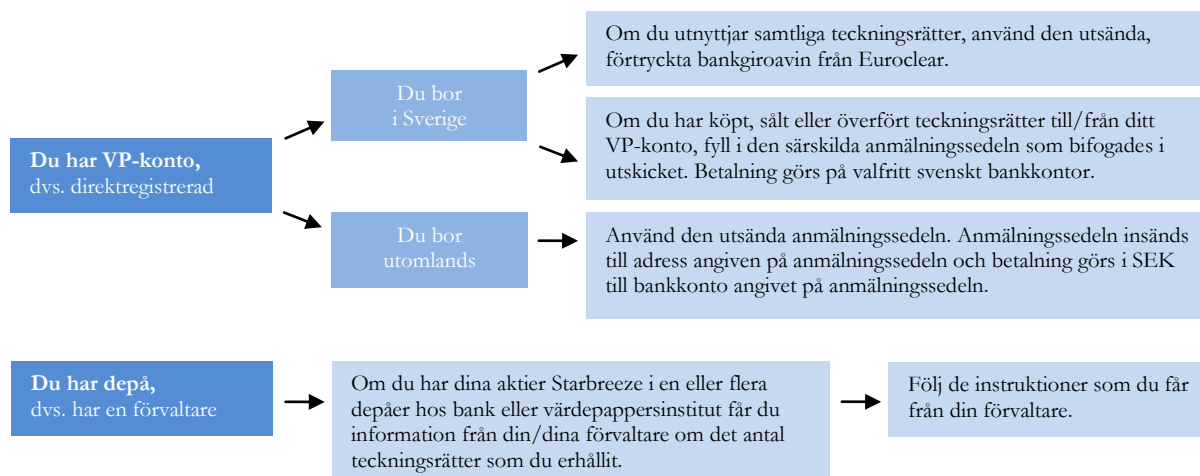 Du har VP-konto,
dvs. direktregistrerad
Du bor
i Sverige
Om du utnyttjar samtliga teckningsrätter, använd den utsända,
förtryckta bankgiroavin från Euroclear.
Om du har köpt, sålt eller överfört teckningsrätter till/från ditt
VP-konto, fyll i den särskilda anmälningssedeln som bifogades i
utskicket. Betalning görs på valfritt svenskt bankkontor.
Du bor
utomlands
Använd den utsända anmälningssedeln. Anmälningssedeln insänds
till adress angiven på anmälningssedeln och betalning görs i SEK
till bankkonto angivet på anmälningssedeln.
Du har depå,
dvs. har en förvaltare
Om du har dina aktier Starbreeze i en eller flera
depåer hos bank eller värdepappersinstitut får du
information från din/dina förvaltare om det antal
teckningsrätter som du erhållit.
Följ de instruktioner som du får
från din förvaltare.